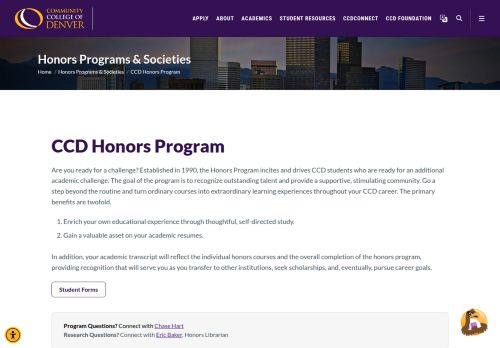 COMMUNITY
COLLEGE OF
DENVER
APPLY ABOUT ACADEMICS STUDENT RESOURCES CCDCONNECT CCD FOUNDATION
Honors Programs & Societies
Home / Honors Programs & Societies / CCD Honors Program
CCD Honors Program
Are you ready for a challenge? Established in 1990, the Honors Program incites and drives CCD students who are ready for an additional
academic challenge. The goal of the program is to recognize outstanding talent and provide a supportive, stimulating community. Go a
step beyond the routine and turn ordinary courses into extraordinary learning experiences throughout your CCD career. The primary
benefits are twofold.
1. Enrich your own educational experience through thoughtful, self-directed study.
2. Gain a valuable asset on your academic resumes.
In addition, your academic transcript will reflect the individual honors courses and the overall completion of the honors program,
providing recognition that will serve you as you transfer to other institutions, seek scholarships, and, eventually, pursue career goals.
Student Forms
Program Questions? Connect with Chase Hart
Research Questions? Connect with Eric Baker, Honors Librarian